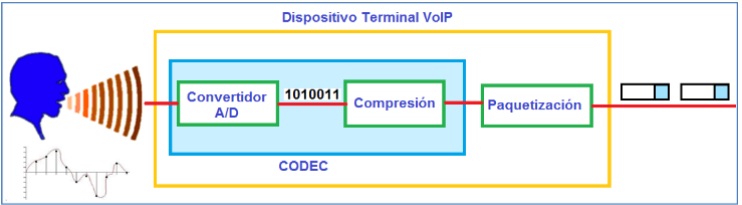 Dispositivo Terminal VoIP
Convertidor
A/D
1010011
Compresión
Paquetización
CODEC